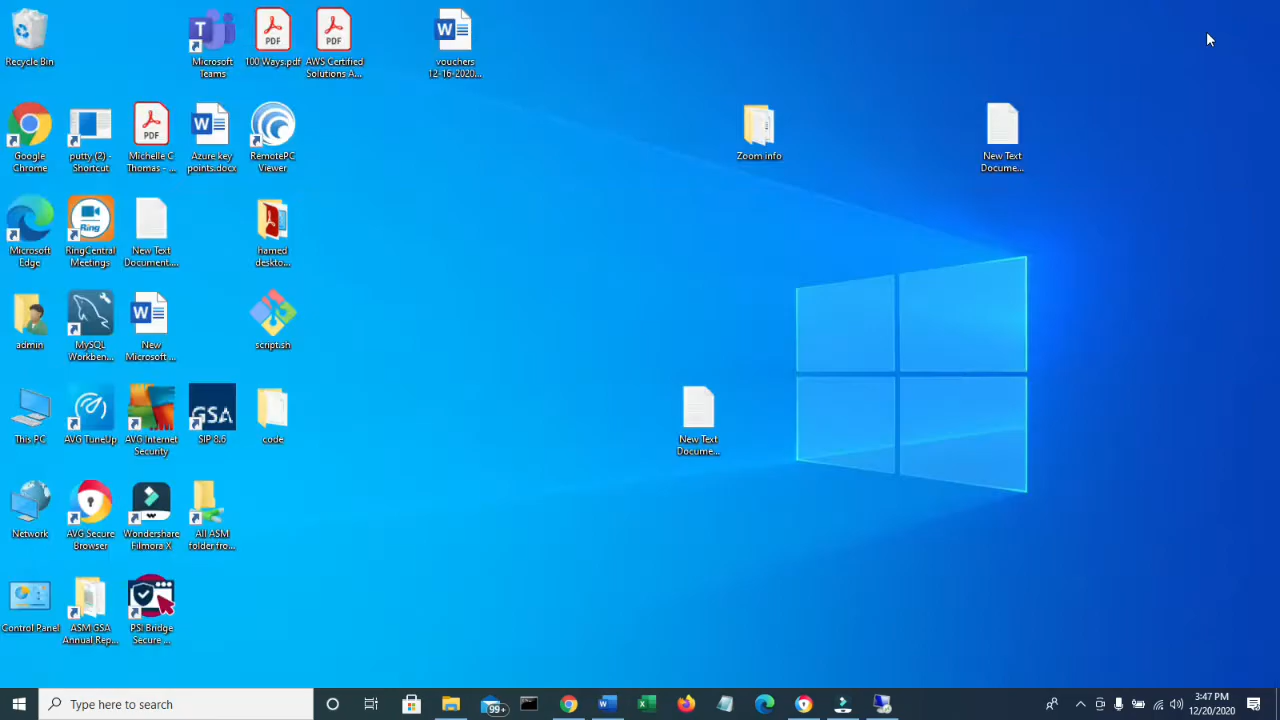 Recycle Bin
Microsoft
Teams
PDF
100 Ways.pdf
PDF
AWS Certified
Solutions A...
vouchers
12-16-2020...
Google
Chrome
putty (2) -
Shortcut
PDF
Michelle C
Thomas - ...
Azure key
points.docx
RemotePC
Viewer
Zoom info
New Text
Docume...
Microsoft
Edge
Ring
RingCentral
Meetings
New Text
Document....
hamed
deskto...
admin
MySQL
Workben...
New
Microsoft ...
script.sh
This PC
AVG TuneUp
AVG Internet
Security
GSA
SIP 8.6
code
New Text
Docume...
Network
AVG Secure
Browser
Wondershare
Filmora X
All ASM
folder fro...
Control Panel
ASM GSA
Annual Rep...
PSI Bridge
Secure ...
Type here to search
99+
3:47 PM
12/20/2020